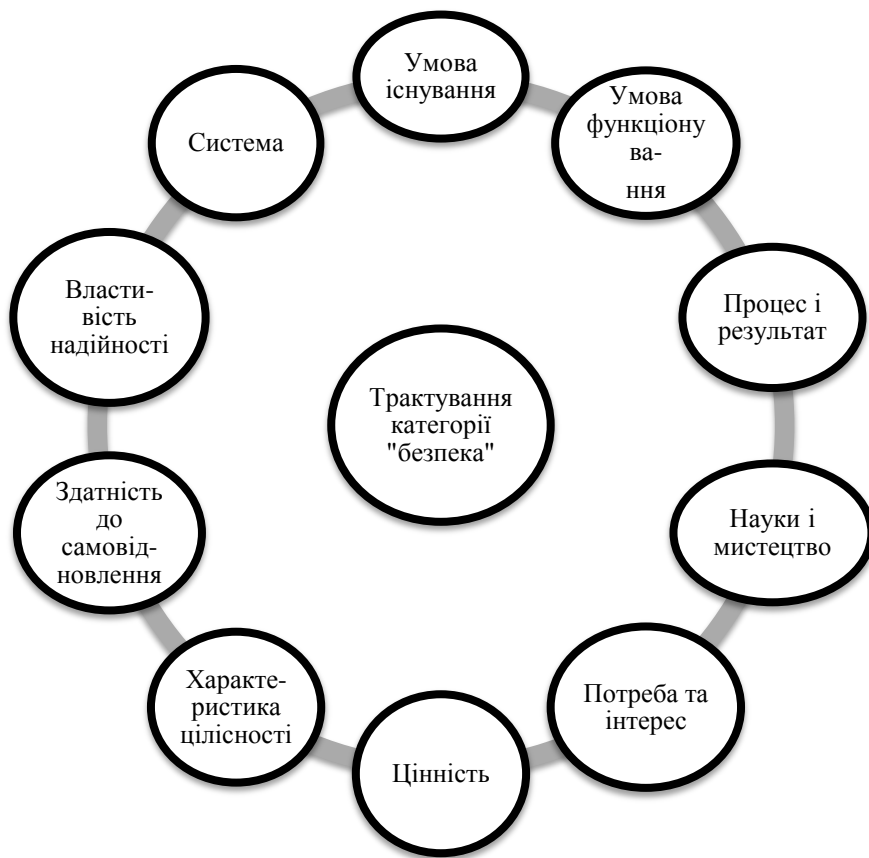 Умова
існування
Умова
функціону
ва-
ння
Процес і
результат
Науки і
мистецтво
Потреба та
інтерес
Цінність
Характе-
ристика
цілісності
Здатність
до
самовід-
новлення
Власти-
вість
надійності
Система
Трактування
категорії
"безпека"